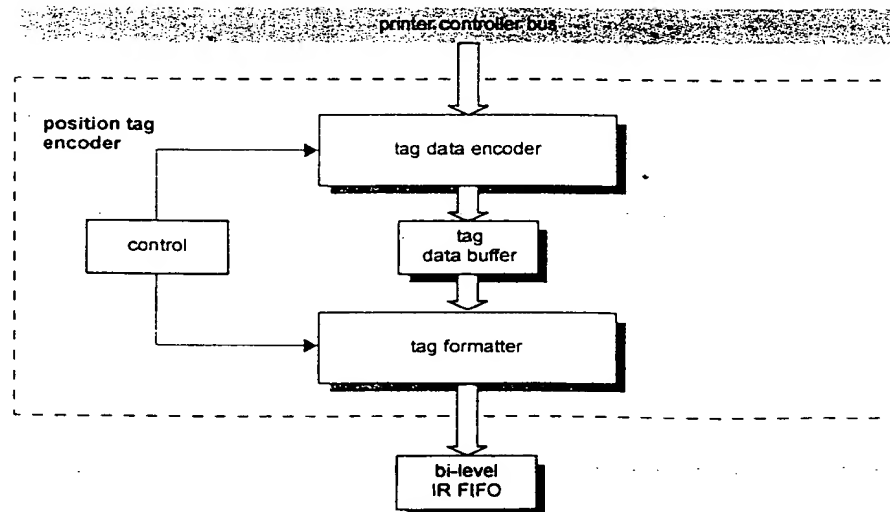 printer controller bus
position tag
encoder
tag data encoder
control
tag
data buffer
tag formatter
bi-level
IR FIFO